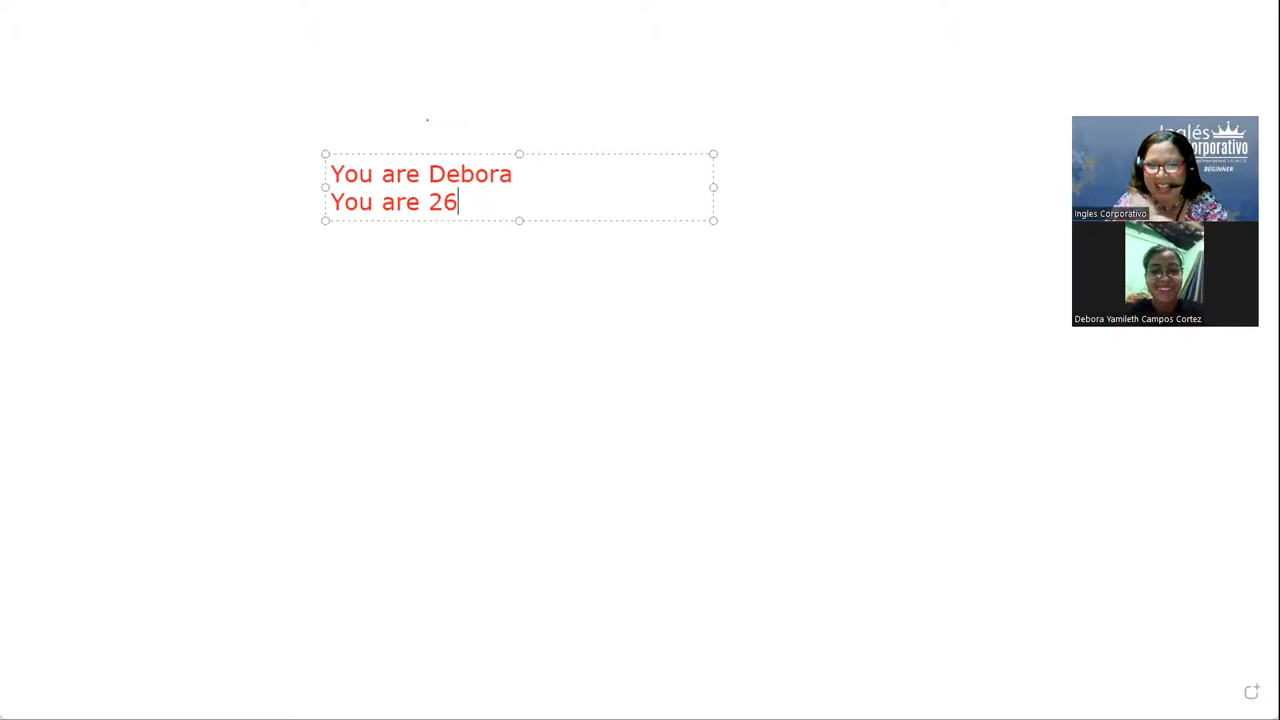 You are Debora
You are 26
Inglés
Corporativo
BEGINNER
Ingles Corporativo
Debora Yamileth Campos Cortez